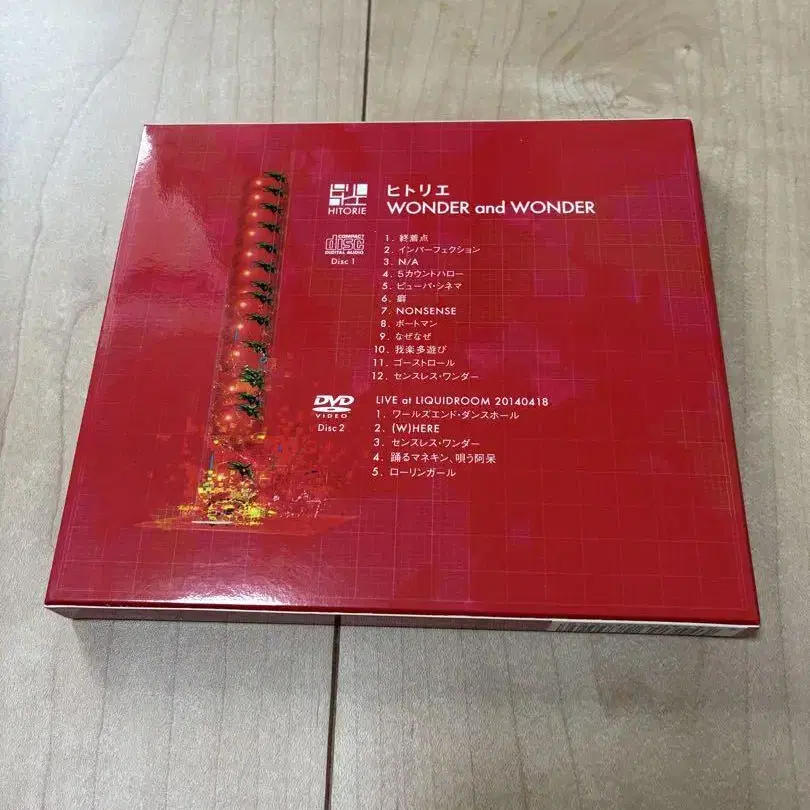 HITORIE
ヒトリエ
WONDER and WONDER
COMPACT
disc
DIGITAL AUDIO
Disc 1
1. 終着点
2. インパーフェクション
3. N/A
4. 5カウントハロー
5. ピューパ・シネマ
6. 癖
7. NONSENSE
8. ボートマン
9. なぜなぜ
10. 我楽多遊び
11. ゴーストロール
12. センスレス・ワンダー
DVD
VIDEO
Disc 2
LIVE at LIQUIDROOM 20140418
1. ワールズエンド・ダンスホール
2. (W)HERE
3. センスレス・ワンダー
4. 踊るマネキン、唄う阿呆
5. ローリンガール